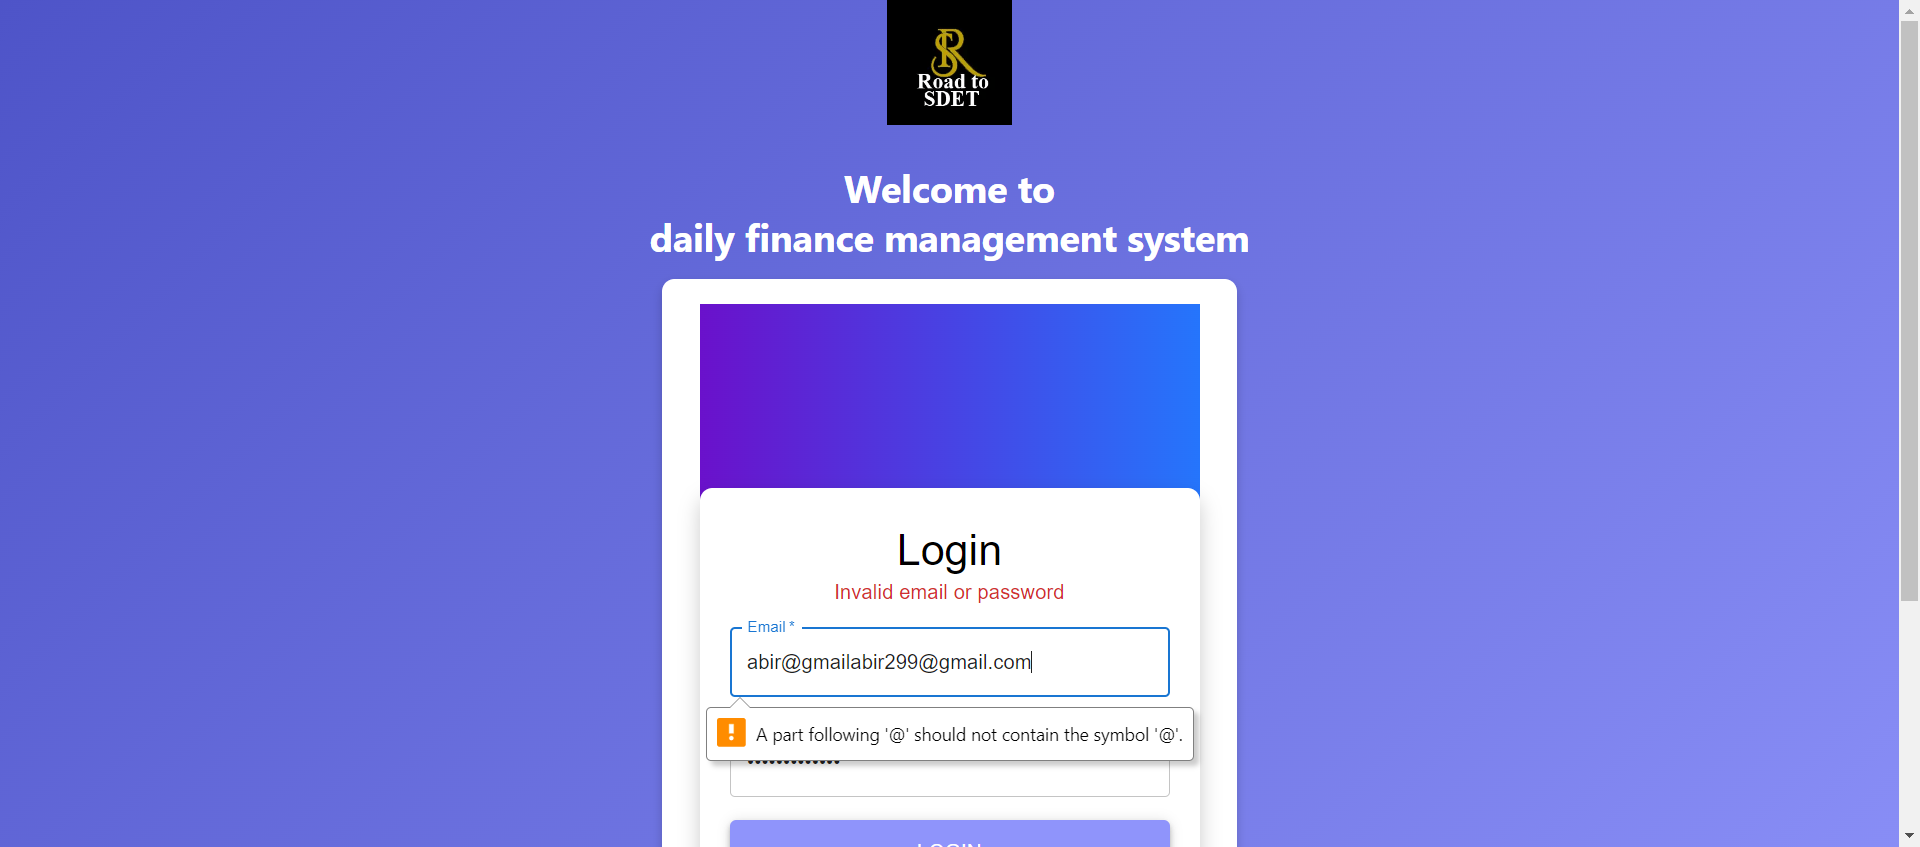 SR
Road to
SDET
Welcome to
daily finance management system
Login
Invalid email or password
Email *
abir@gmailabir299@gmail.com
A part following '@' should not contain the symbol '@'.
LOGIN